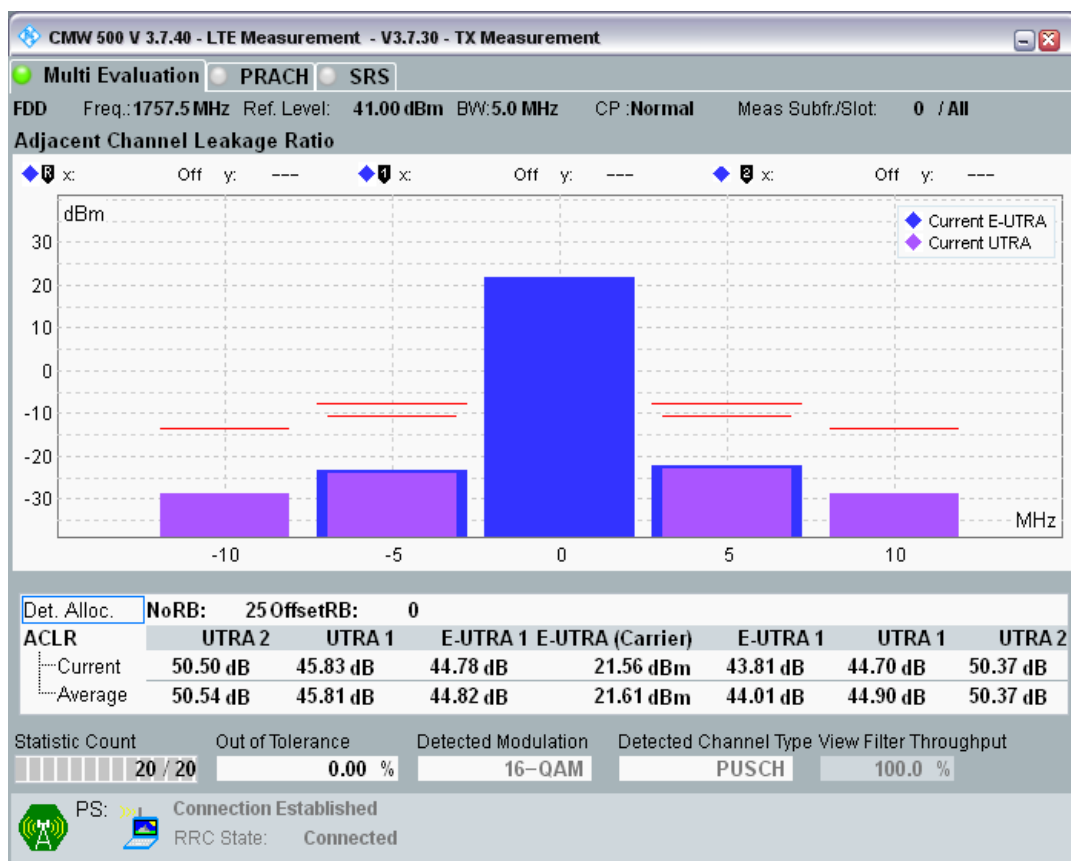 CMW 500 V 3.7.40 - LTE Measurement - V3.7.30 - TX Measurement
Multi Evaluation PRACH SRS
FDD Freq.: 1757.5 MHz Ref. Level: 41.00 dBm BW: 5.0 MHz CP : Normal Meas Subfr./Slot: 0 / All
Adjacent Channel Leakage Ratio
R x: Off y: --- 1 x: Off y: --- 2 x: Off y: ---
dBm
Current E-UTRA
Current UTRA
30
20
10
0
-10
-20
-30
MHz
-10 -5 0 5 10
Det. Alloc. NoRB: 25 OffsetRB: 0
ACLR UTRA 2 UTRA 1 E-UTRA 1 E-UTRA (Carrier) E-UTRA 1 UTRA 1 UTRA 2
Current 50.50 dB 45.83 dB 44.78 dB 21.56 dBm 43.81 dB 44.70 dB 50.37 dB
Average 50.54 dB 45.81 dB 44.82 dB 21.61 dBm 44.01 dB 44.90 dB 50.37 dB
Statistic Count Out of Tolerance Detected Modulation Detected Channel Type View Filter Throughput
20 / 20 0.00 % 16-QAM PUSCH 100.0 %
PS: Connection Established
RRC State: Connected